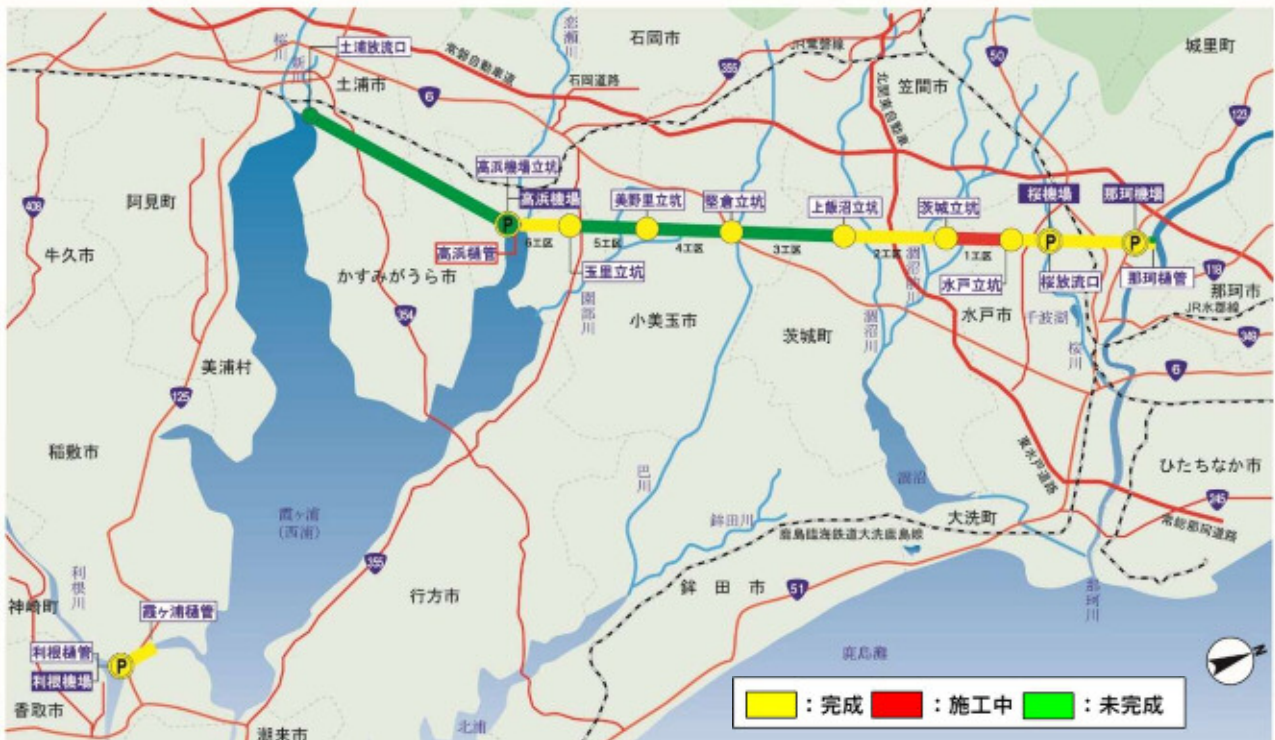 恋瀬川
石岡市
JR常磐線
50
城里町
桜川
新川
土浦放流口
常磐自動車道
石岡道路
355
北関東自動車道
笠間市
土浦市
6
123
高浜機場立坑
408
阿見町
高浜機場
美野里立坑
堅倉立坑
上飯沼立坑
茨城立坑
桜機場
那珂機場
P
P
P
6工区
5工区
4工区
3工区
2工区
1工区
高浜樋管
玉里立坑
水戸立坑
桜放流口
那珂樋管
118
牛久市
かすみがうら市
園部川
涸沼前川
那珂市
JR水郡線
354
小美玉市
茨城町
涸沼川
水戸市
千波湖
桜川
349
美浦村
6
125
稲敷市
巴川
東水戸道路
ひたちなか市
霞ヶ浦
(西浦)
涸沼
245
鉾田川
大洗町
常陸那珂道路
鹿島臨海鉄道大洗鹿島線
355
利根川
行方市
鉾田市
51
那珂川
神崎町
霞ヶ浦樋管
利根樋管
P
利根機場
鹿島灘
N
香取市
潮来市
北浦
:完成
:施工中
:未完成